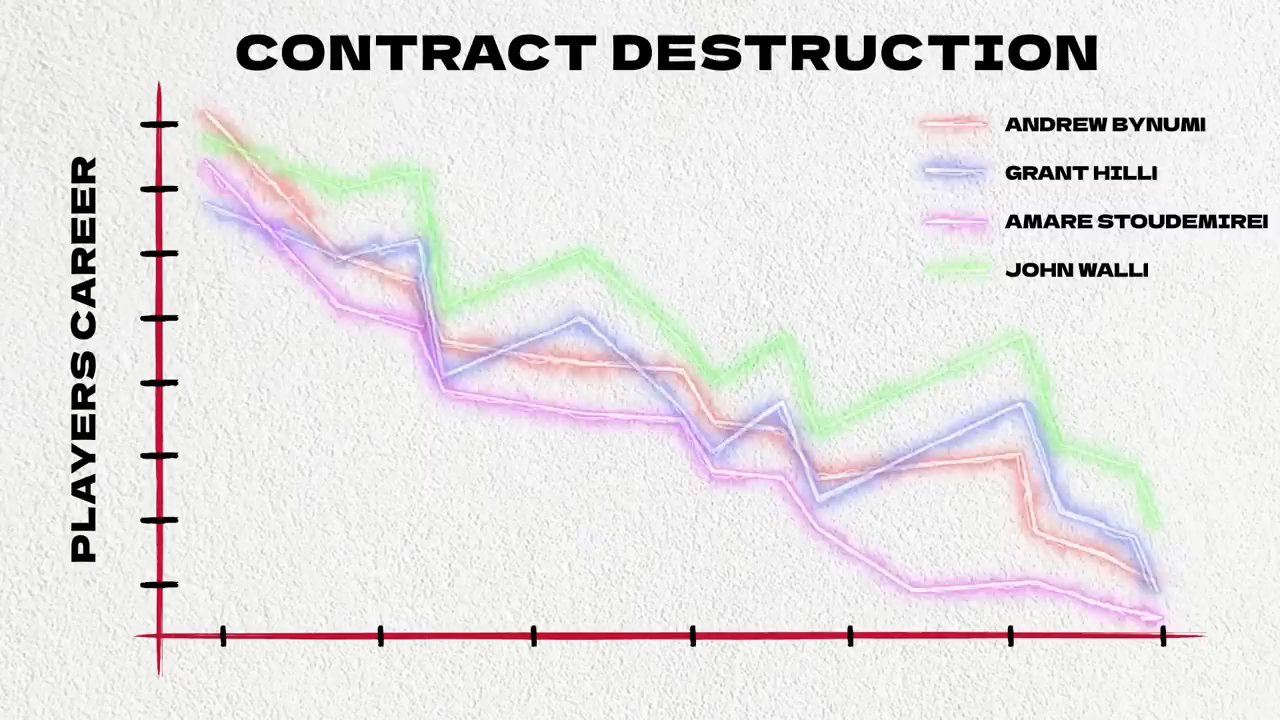 CONTRACT DESTRUCTION
PLAYERS CAREER
ANDREW BYNUMI
GRANT HILLI
AMARE STOUDEMIREI
JOHN WALLI